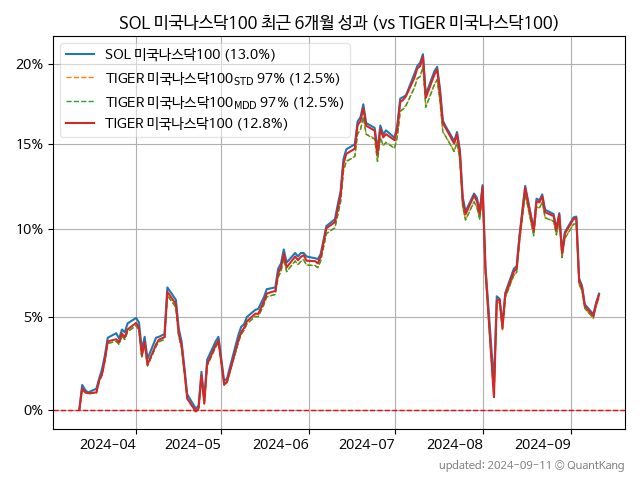 SOL 미국나스닥100 최근 6개월 성과 (vs TIGER 미국나스닥100)
SOL 미국나스닥100 (13.0%)
TIGER 미국나스닥100STD 97% (12.5%)
TIGER 미국나스닥100MDD 97% (12.5%)
TIGER 미국나스닥100 (12.8%)
20%
15%
10%
5%
0%
2024-04 2024-05 2024-06 2024-07 2024-08 2024-09
updated: 2024-09-11 © QuantKang